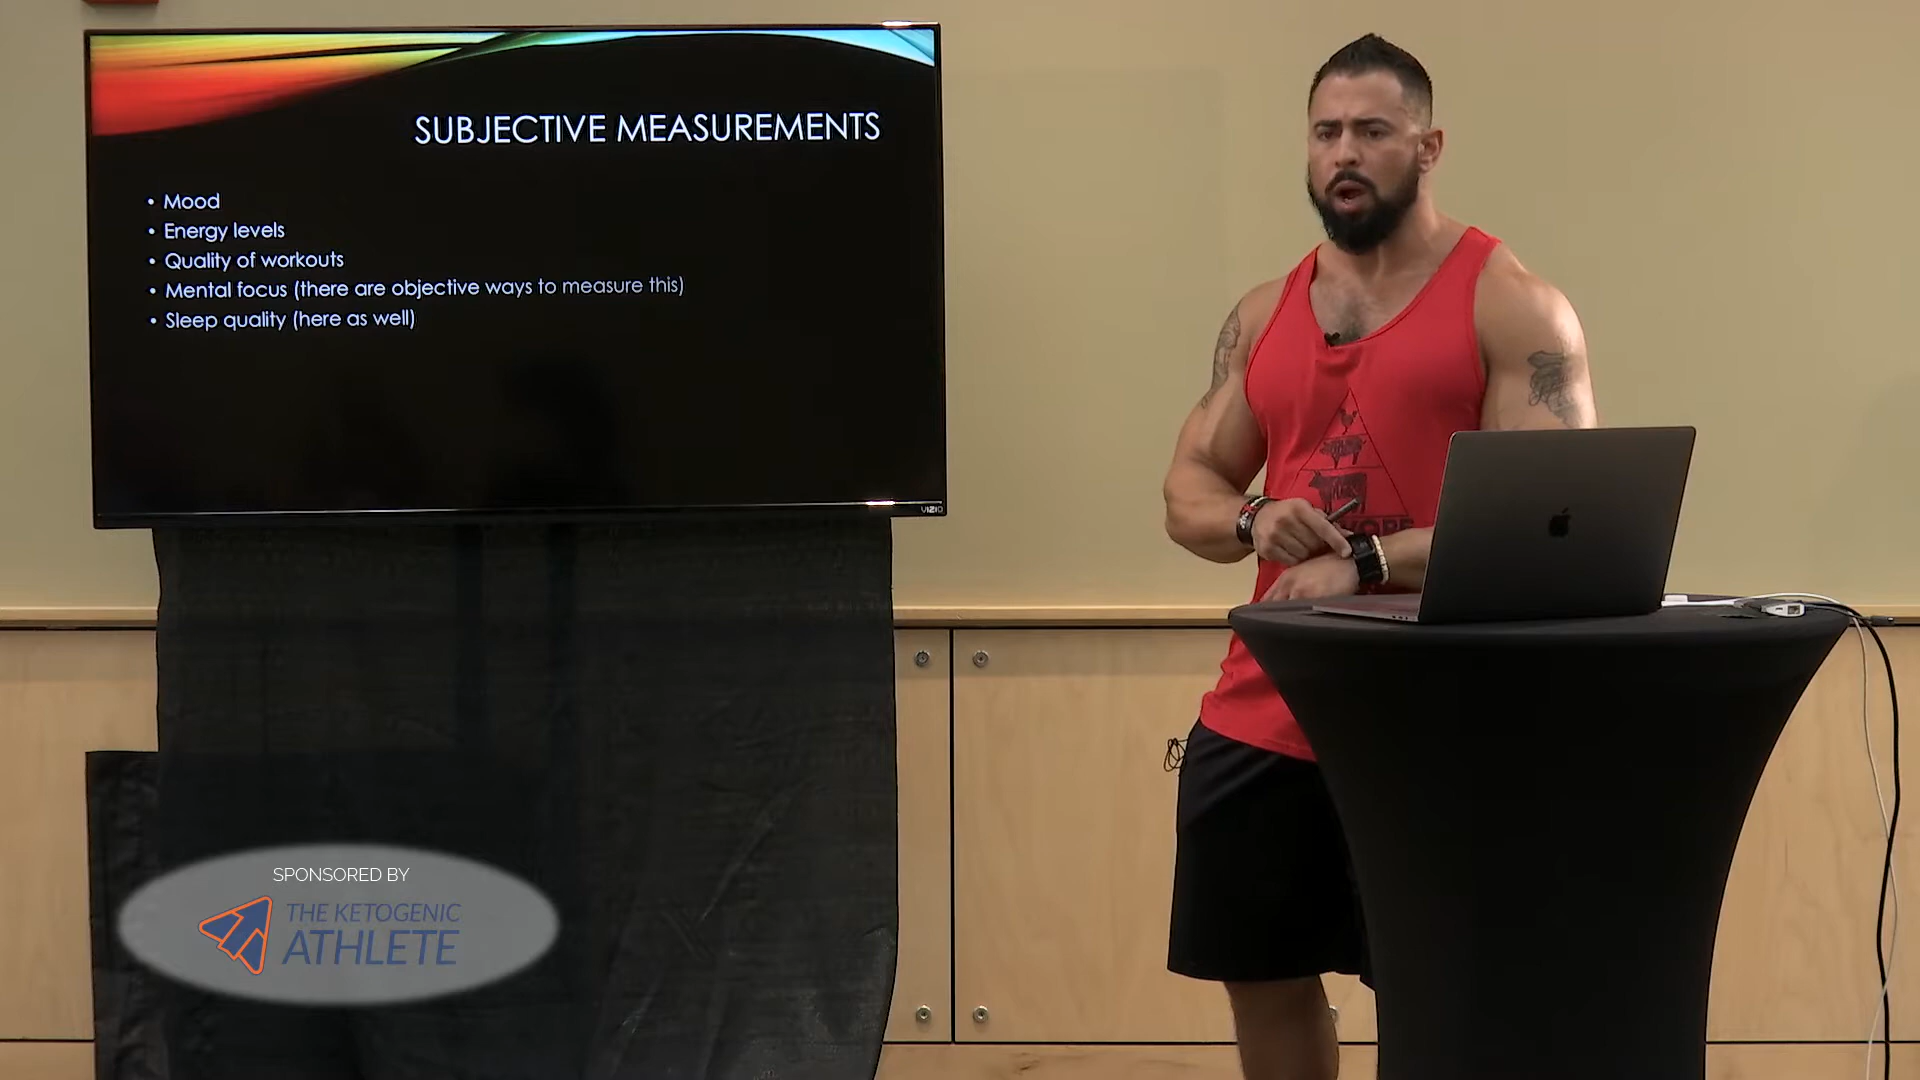 SUBJECTIVE MEASUREMENTS
• Mood
• Energy levels
• Quality of workouts
• Mental focus (there are objective ways to measure this)
• Sleep quality (here as well)
VIZIO
SPONSORED BY
THE KETOGENIC
ATHLETE